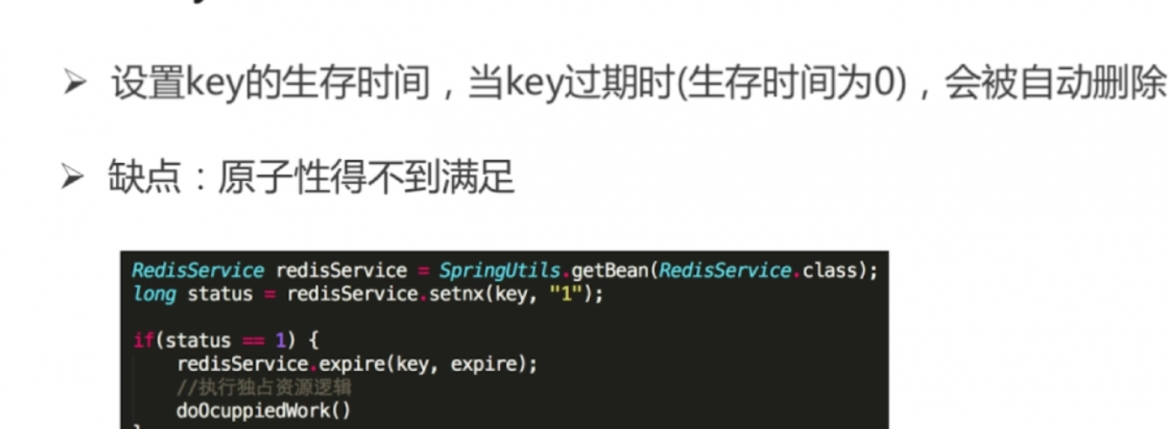 设置key的生存时间，当key过期时(生存时间为0)，会被自动删除
缺点：原子性得不到满足
RedisService redisService = SpringUtils.getBean(RedisService.class);
long status = redisService.setnx(key, "1");
if(status == 1) {
redisService.expire(key, expire);
//执行独占资源逻辑
doOcuppiedWork()
}